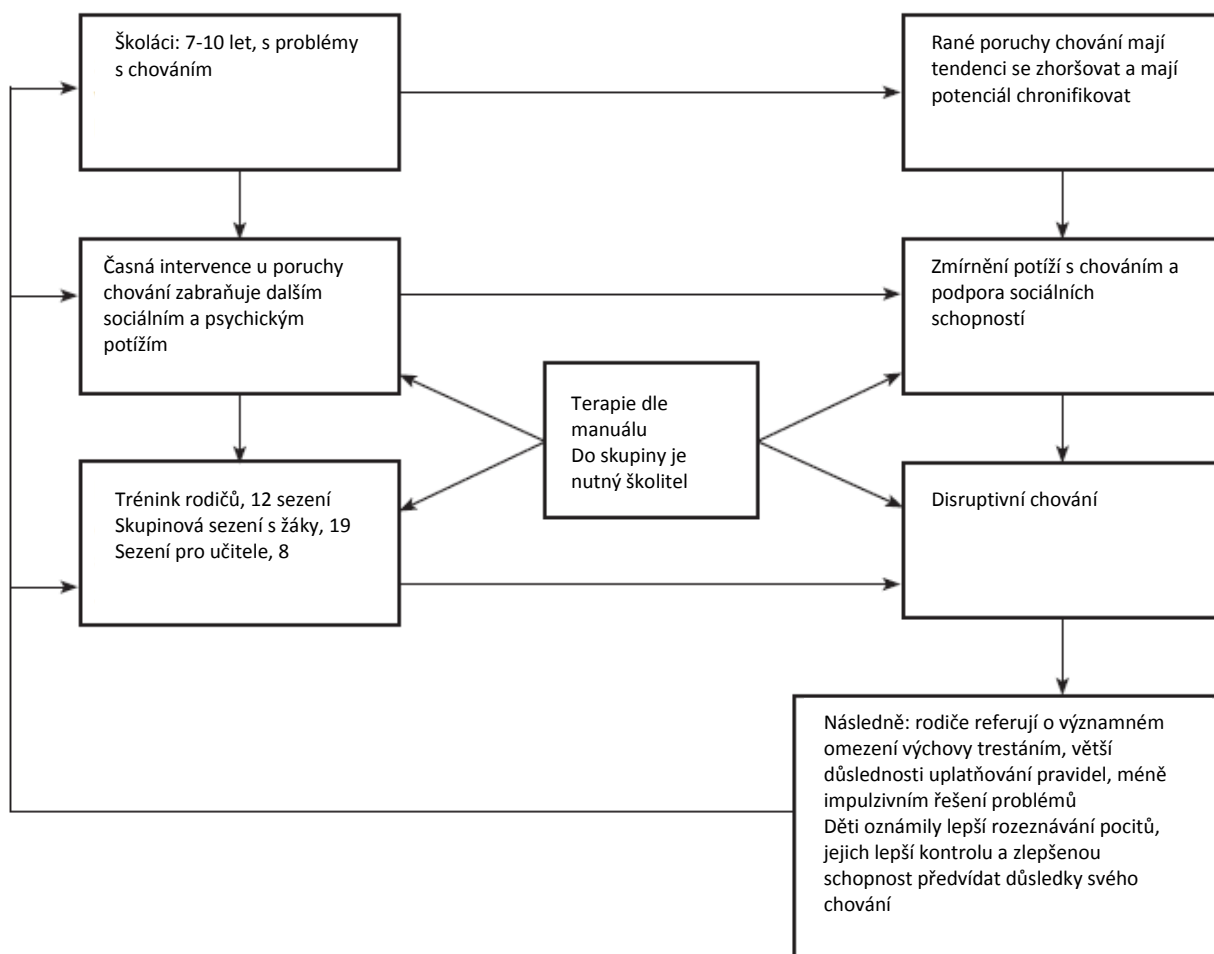 Školáci: 7-10 let, s problémy
s chováním
Rané poruchy chování mají
tendenci se zhoršovat a mají
potenciál chronifikovat
Časná intervence u poruchy
chování zabraňuje dalším
sociálním a psychickým
potížím
Zmírnění potíží s chováním a
podpora sociálních
schopností
Terapie dle
manuálu
Do skupiny je
nutný školitel
Trénink rodičů, 12 sezení
Skupinová sezení s žáky, 19
Sezení pro učitele, 8
Disruptivní chování
Následně: rodiče referují o významném
omezení výchovy trestáním, větší
důslednosti uplatňování pravidel, méně
impulzivním řešení problémů
Děti oznámily lepší rozeznávání pocitů,
jejich lepší kontrolu a zlepšenou
schopnost předvídat důsledky svého
chování